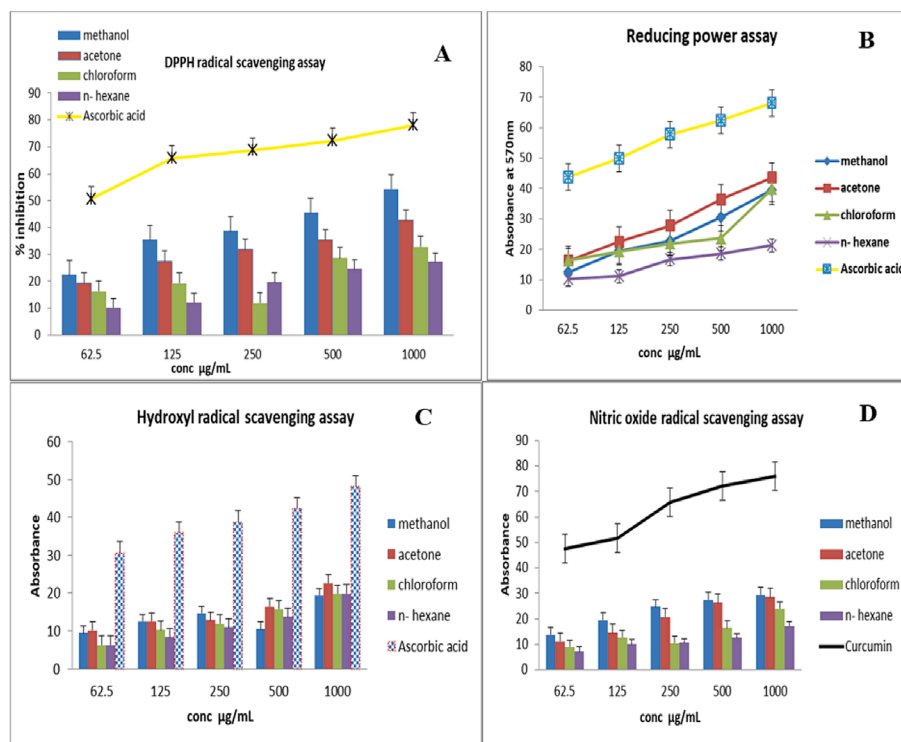 A
methanol
acetone
chloroform
n- hexane
Ascorbic acid
DPPH radical scavenging assay
% inhibition
90
80
70
60
50
40
30
20
10
0
62.5 125 250 500 1000
conc µg/mL
B
Reducing power assay
Absorbance at 570nm
80
70
60
50
40
30
20
10
0
62.5 125 250 500 1000
conc µg/mL
methanol
acetone
chloroform
n- hexane
Ascorbic acid
C
Hydroxyl radical scavenging assay
Absorbance
60
50
40
30
20
10
0
62.5 125 250 500 1000
conc µg/mL
methanol
acetone
chloroform
n- hexane
Ascorbic acid
D
Nitric oxide radical scavenging assay
Absorbance
90
80
70
60
50
40
30
20
10
0
62.5 125 250 500 1000
conc µg/mL
methanol
acetone
chloroform
n- hexane
Curcumin